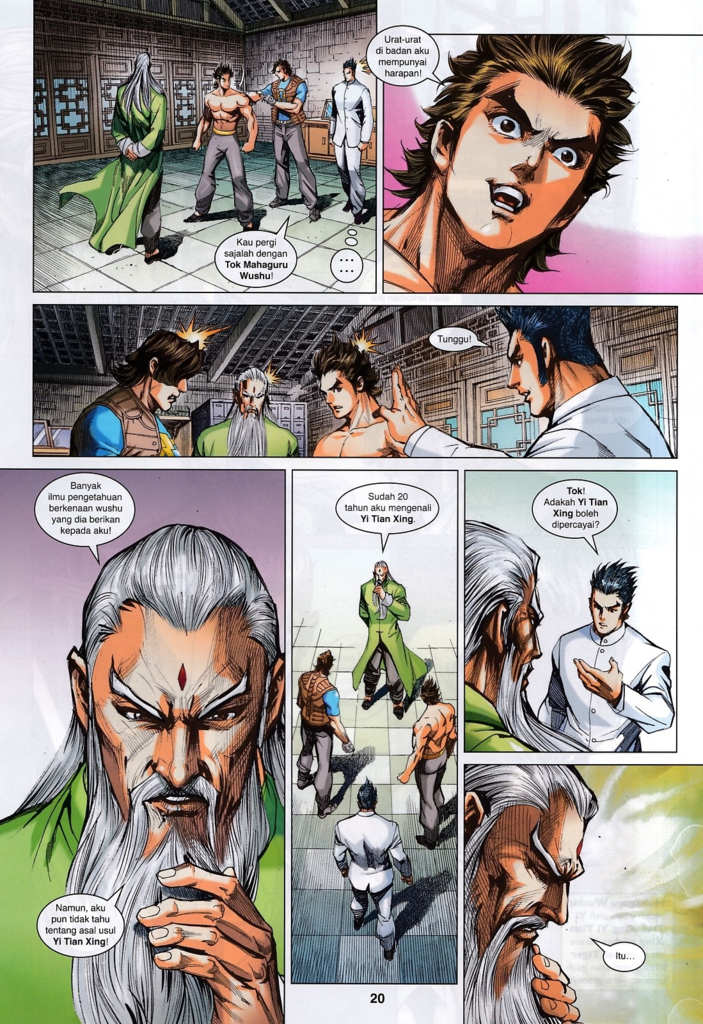 Urat-urat
di badan aku
mempunyai
harapan!
Kau pergi
sajalah dengan
Tok Mahaguru
Wushu!
...
...
Tunggu!
Tok!
Adakah Yi Tian
Xing boleh
dipercayai?
Itu...
Sudah 20
tahun aku mengenali
Yi Tian Xing.
Banyak
ilmu pengetahuan
berkenaan wushu
yang dia berikan
kepada aku!
Namun, aku
pun tidak tahu
tentang asal usul
Yi Tian Xing!
20